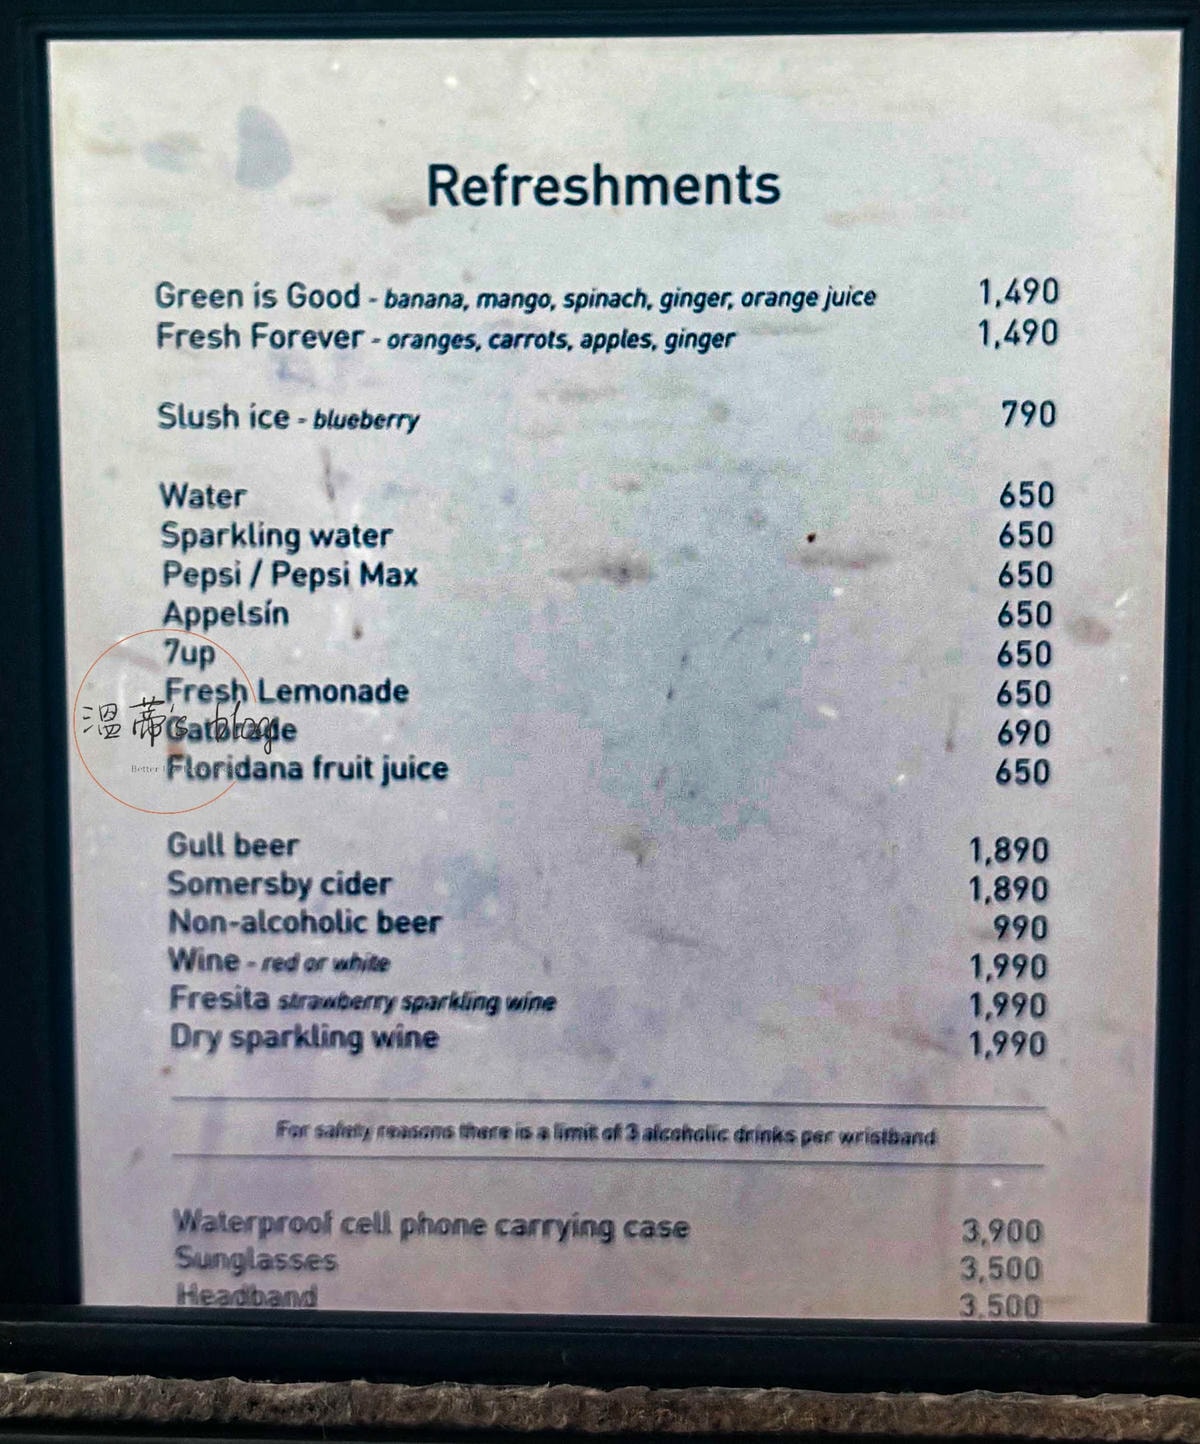 Refreshments
Green is Good - banana, mango, spinach, ginger, orange juice 1,490
Fresh Forever - oranges, carrots, apples, ginger 1,490
Slush ice - blueberry 790
Water 650
Sparkling water 650
Pepsi / Pepsi Max 650
Appelsín 650
7up 650
Fresh Lemonade 650
溫蒂's blog
Gatorade 690
Better
Floridana fruit juice 650
Gull beer 1,890
Somersby cider 1,890
Non-alcoholic beer 990
Wine - red or white 1,990
Fresita strawberry sparkling wine 1,990
Dry sparkling wine 1,990
For safety reasons there is a limit of 3 alcoholic drinks per wristband
Waterproof cell phone carrying case 3,900
Sunglasses 3,500
Headband 3,500